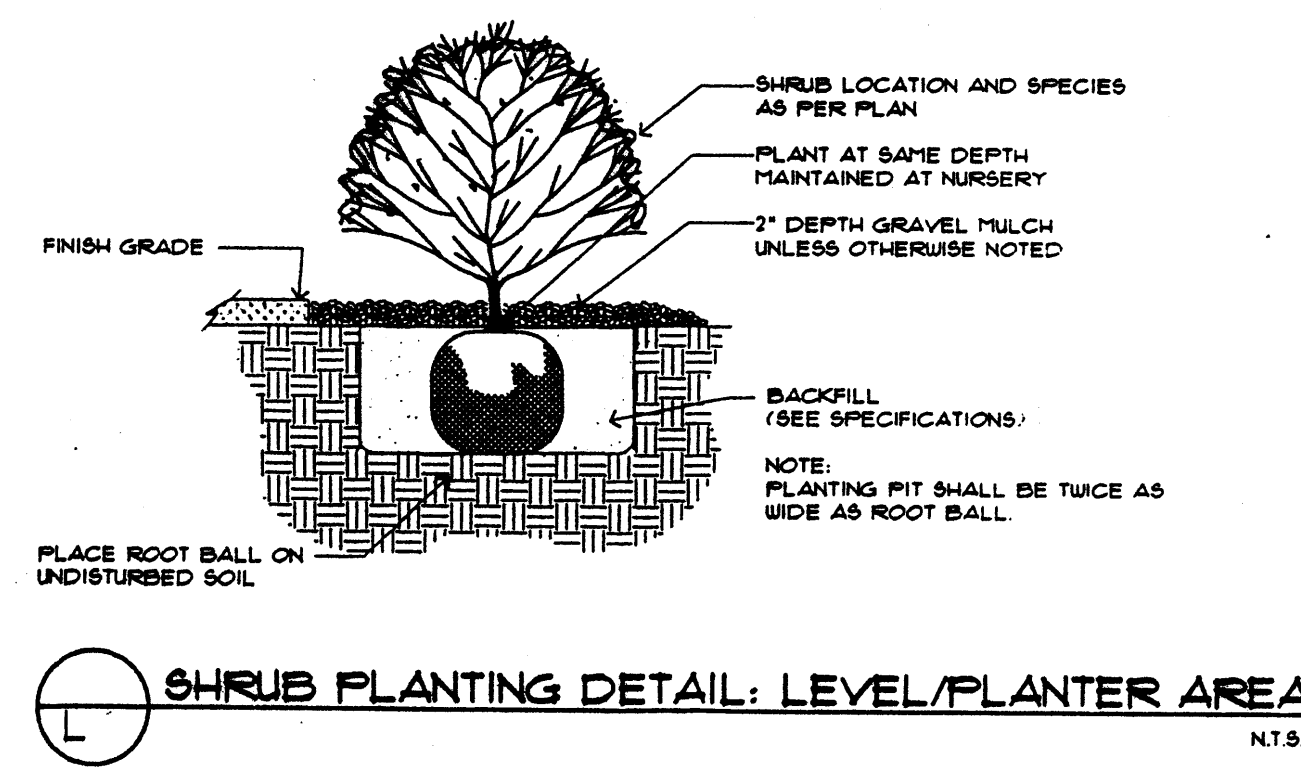 SHRUB LOCATION AND SPECIES
AS PER PLAN
PLANT AT SAME DEPTH
MAINTAINED AT NURSERY
2" DEPTH GRAVEL MULCH
UNLESS OTHERWISE NOTED
FINISH GRADE
BACKFILL
(SEE SPECIFICATIONS)
NOTE:
PLANTING PIT SHALL BE TWICE AS
WIDE AS ROOT BALL.
PLACE ROOT BALL ON
UNDISTURBED SOIL
SHRUB PLANTING DETAIL: LEVEL/PLANTER AREA
L
N.T.S.